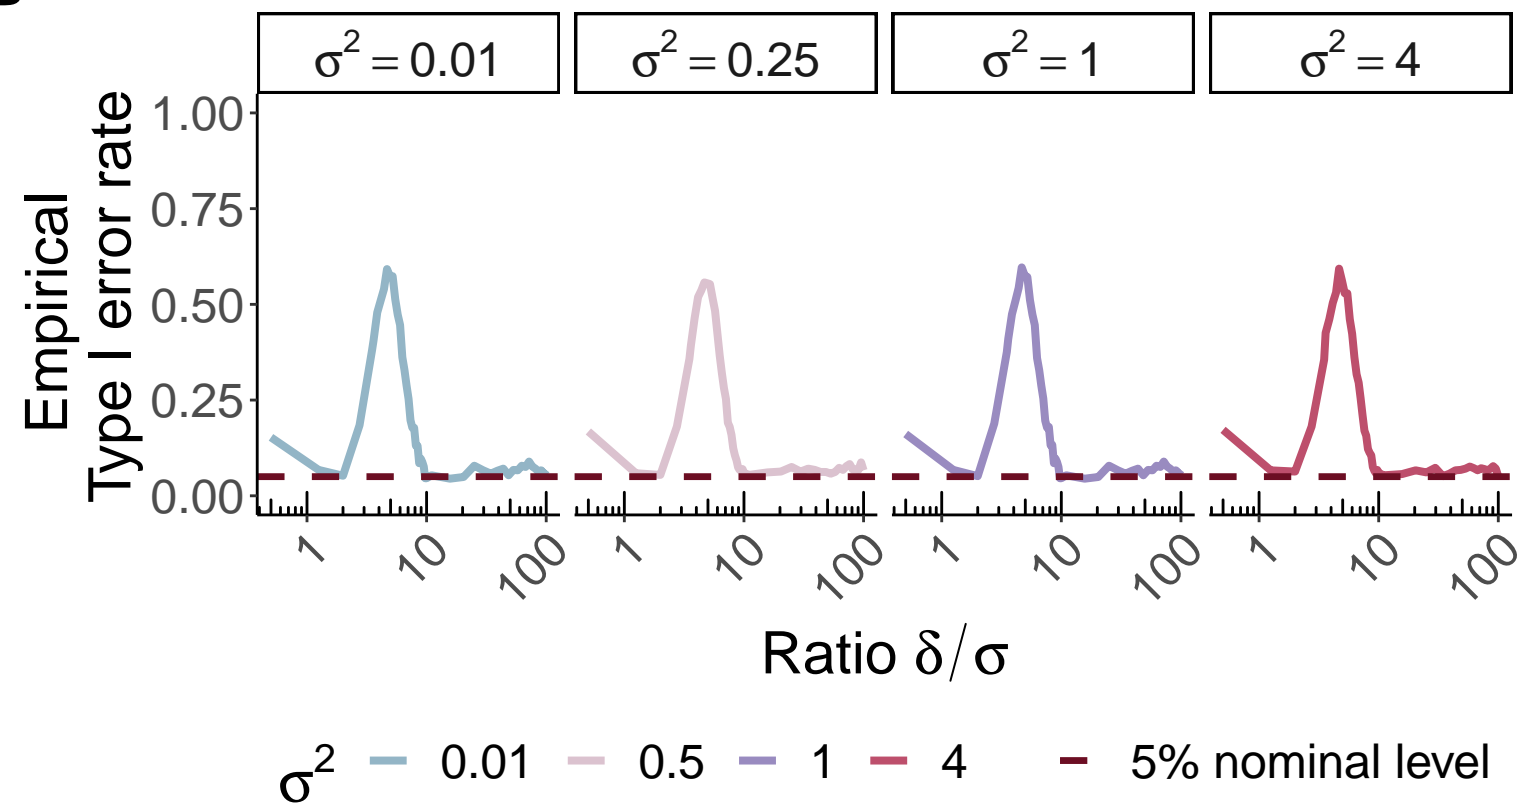 σ² = 0.01 σ² = 0.25 σ² = 1 σ² = 4
Empirical
Type I error rate
1.00
0.75
0.50
0.25
0.00
1 10 100 1 10 100 1 10 100 1 10 100
Ratio δ/σ
σ² 0.01 0.5 1 4 5% nominal level